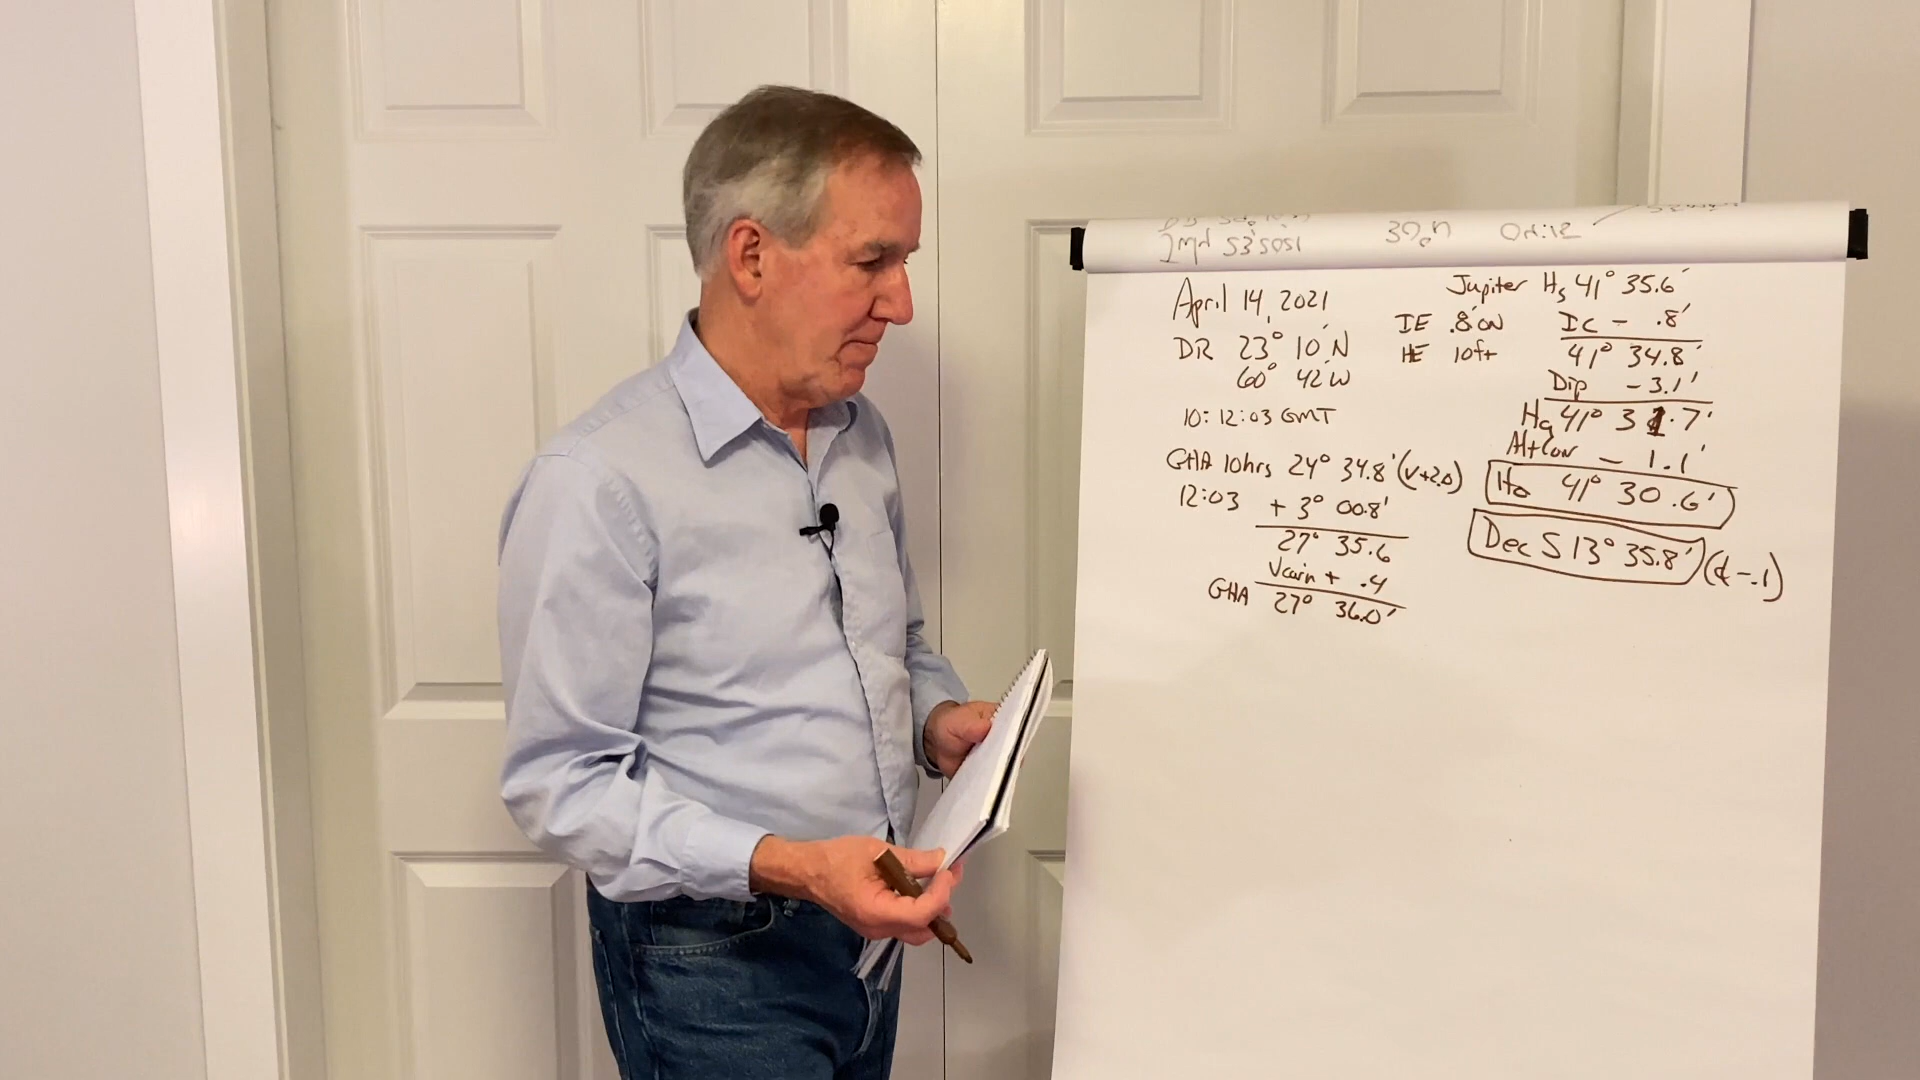 April 14, 2021
DR 23° 10' N
60° 42' W
10:12:03 GMT
GHA 10hrs 24° 34.8' (v+2.0)
12:03 + 3° 00.8'
27° 35.6
Vcorrn + .4
GHA 27° 36.0'
Jupiter Hs 41° 35.6'
IE .8' ON IC - .8'
HE 10ft 41° 34.8'
Dip - 3.1'
Ha 41° 31.7'
Alt Corr - 1.1'
Ho 41° 30.6'
Dec S 13° 35.8' (d -.1)